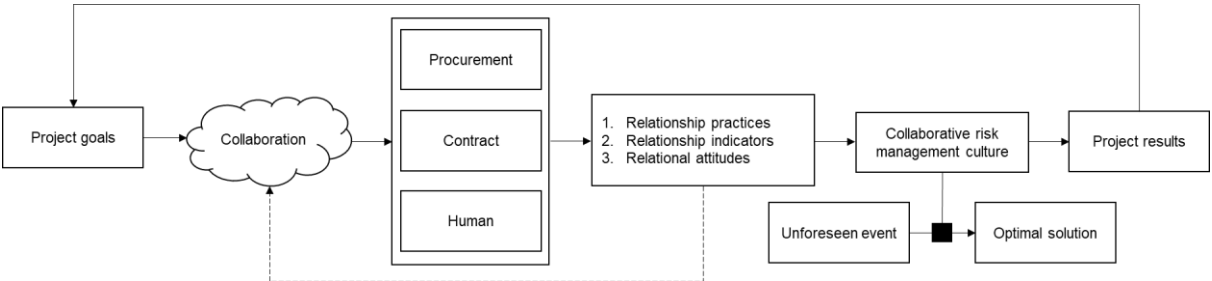 Project goals
Collaboration
Procurement
Contract
Human
1. Relationship practices
2. Relationship indicators
3. Relational attitudes
Collaborative risk
management culture
Project results
Unforeseen event
Optimal solution